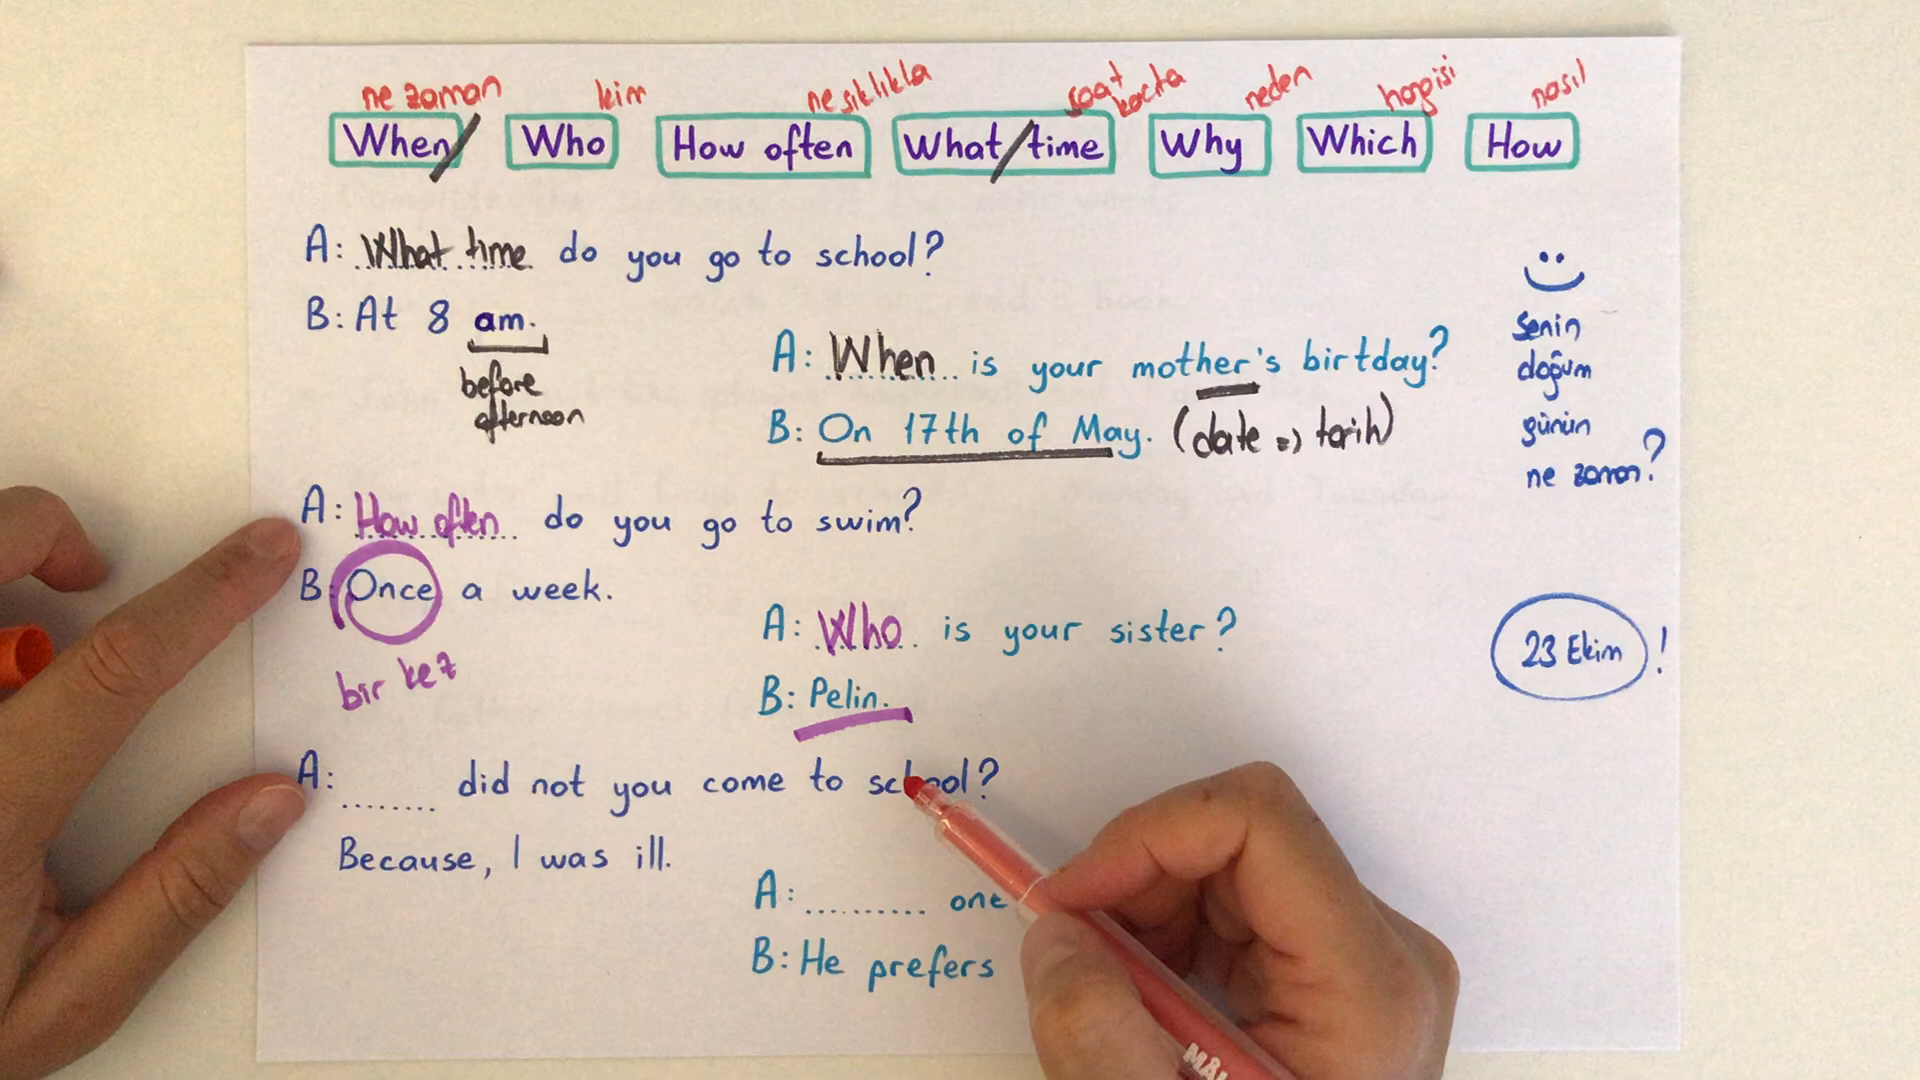 ne zaman kim ne sıklıkla saat kaçta neden hangisi nasıl
When Who How often What time Why Which How
A: What time do you go to school?
B: At 8 am.
before
afternoon
A: When is your mother's birtday?
B: On 17th of May. (date => tarih)
Senin
doğum
günün
ne zaman?
A: How often do you go to swim?
B: Once a week.
bir kez
A: Who is your sister?
B: Pelin.
23 Ekim!
A: ........ did not you come to school?
Because, I was ill.
A: .......... one
B: He prefers